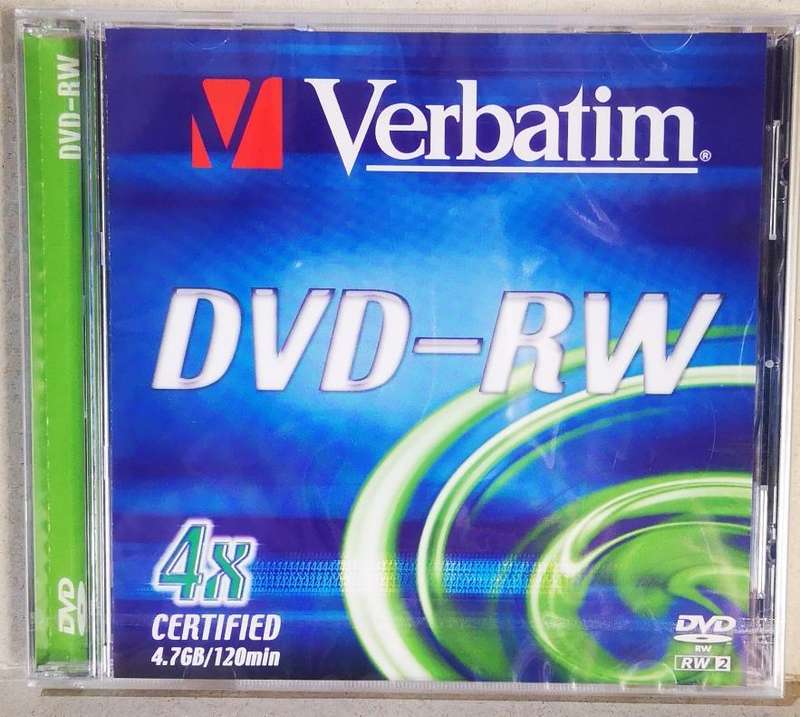 DVD-RW
DVD
Verbatim®
DVD-RW
4x
CERTIFIED
4.7GB/120min
DVD
RW
RW 2